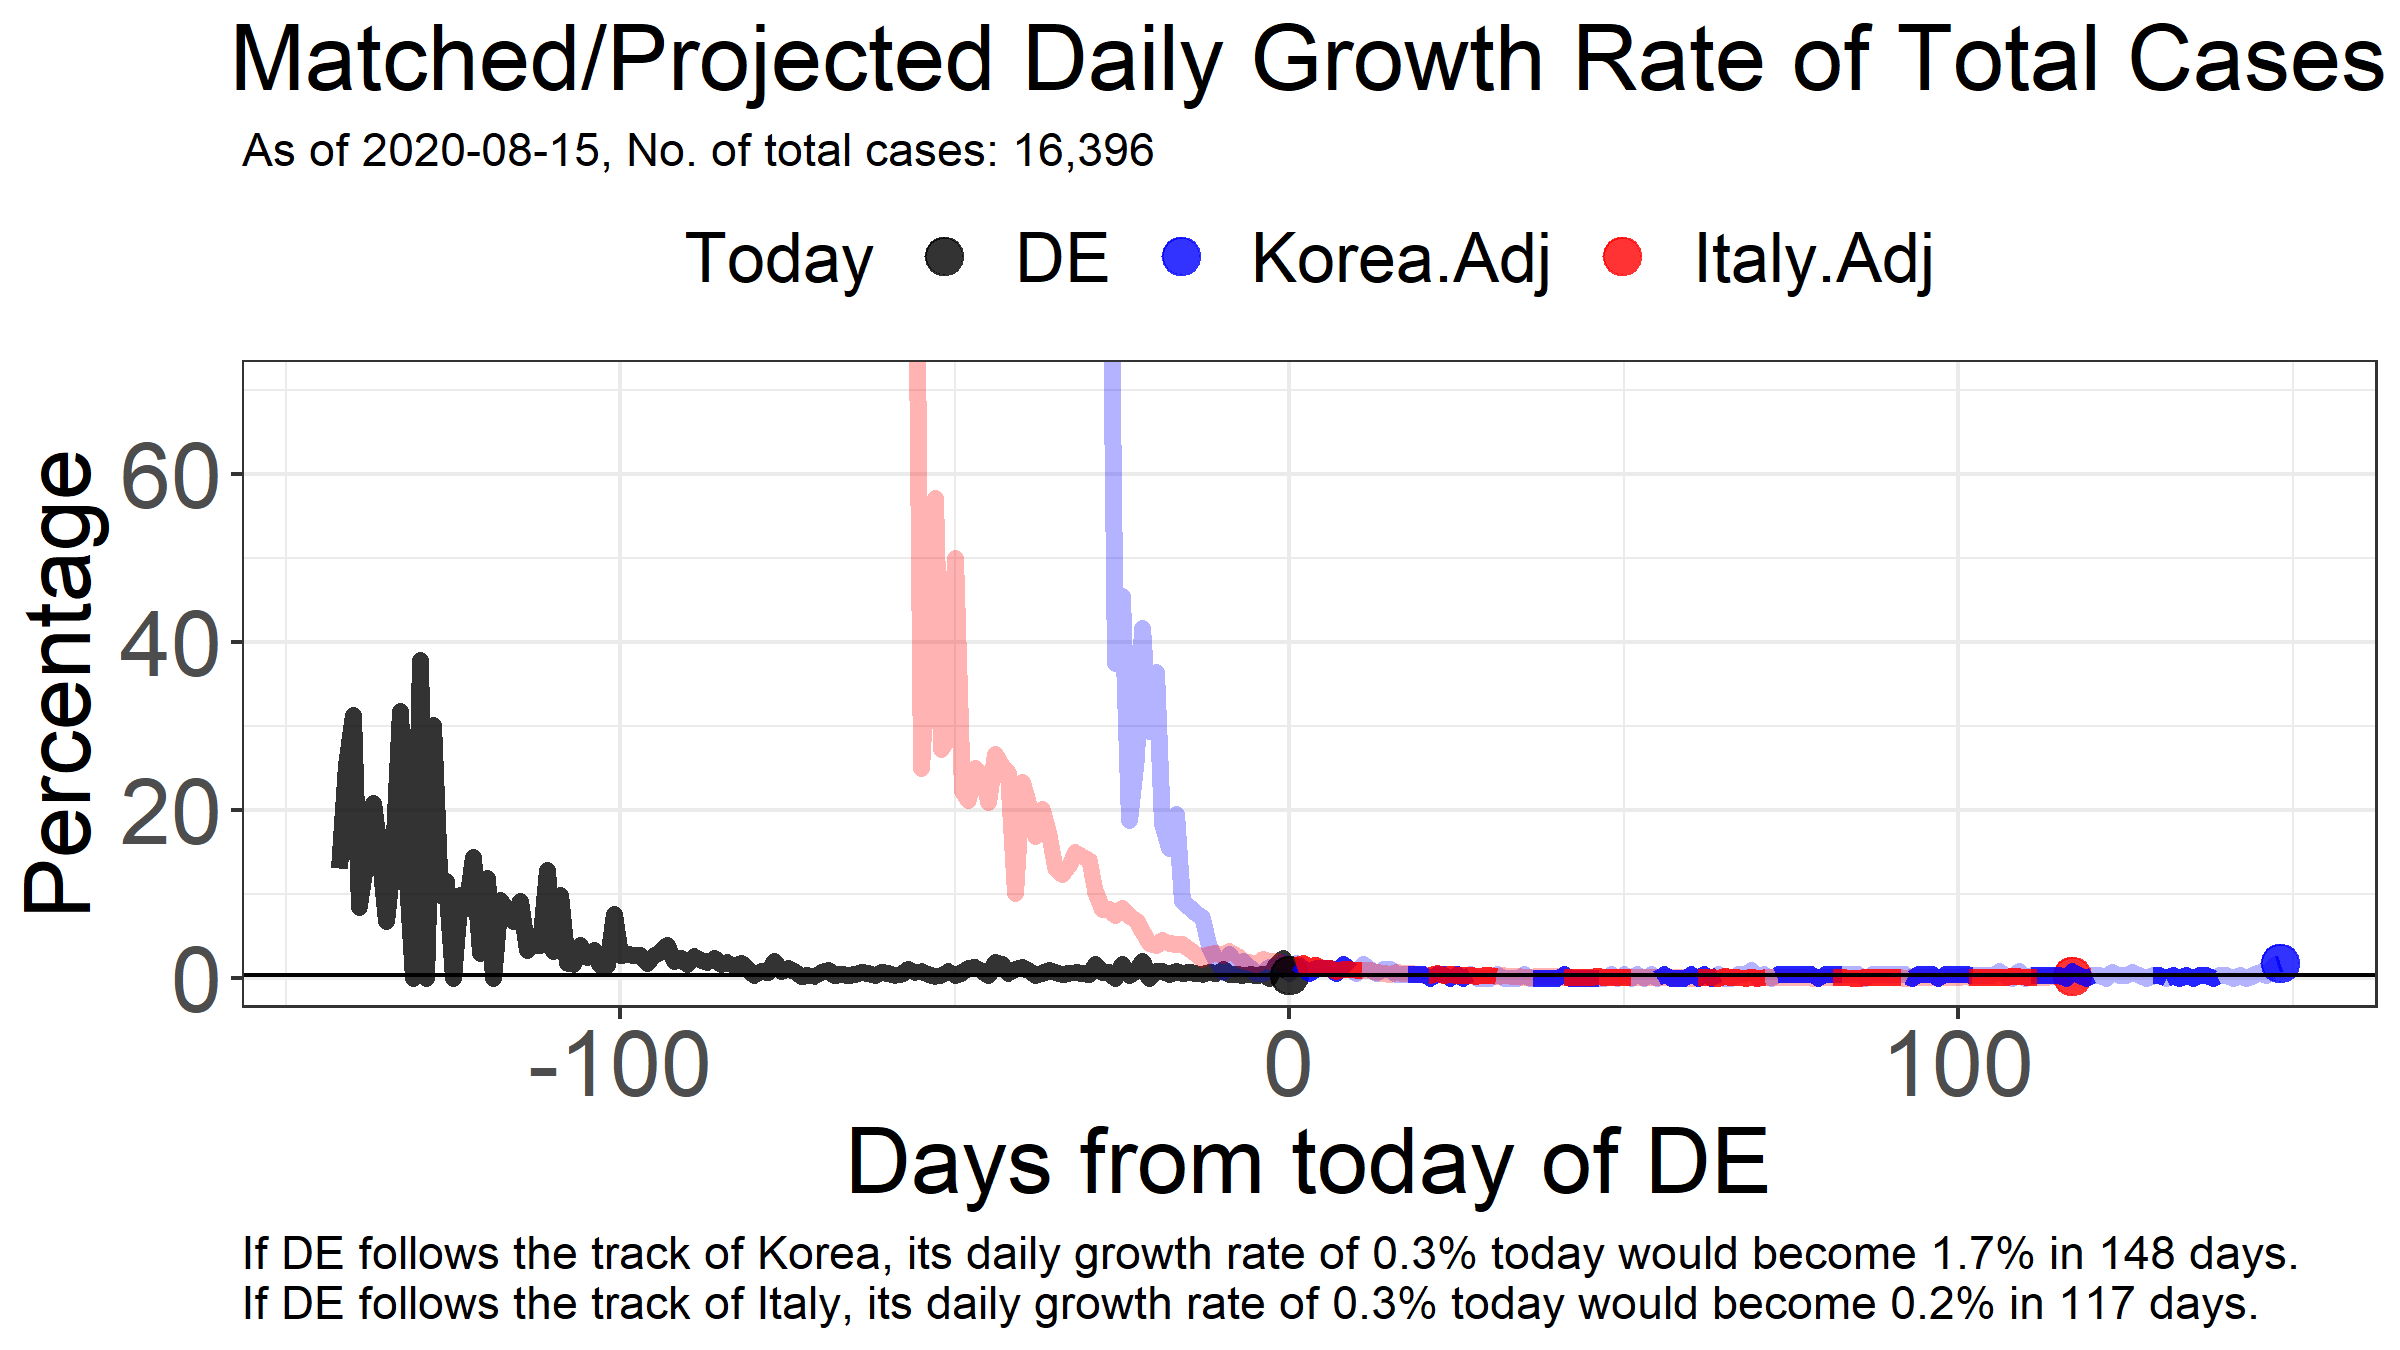 Matched/Projected Daily Growth Rate of Total Cases
As of 2020-08-15, No. of total cases: 16,396
Today DE Korea.Adj Italy.Adj
Percentage
60
40
20
0
-100 0 100
Days from today of DE
If DE follows the track of Korea, its daily growth rate of 0.3% today would become 1.7% in 148 days.
If DE follows the track of Italy, its daily growth rate of 0.3% today would become 0.2% in 117 days.